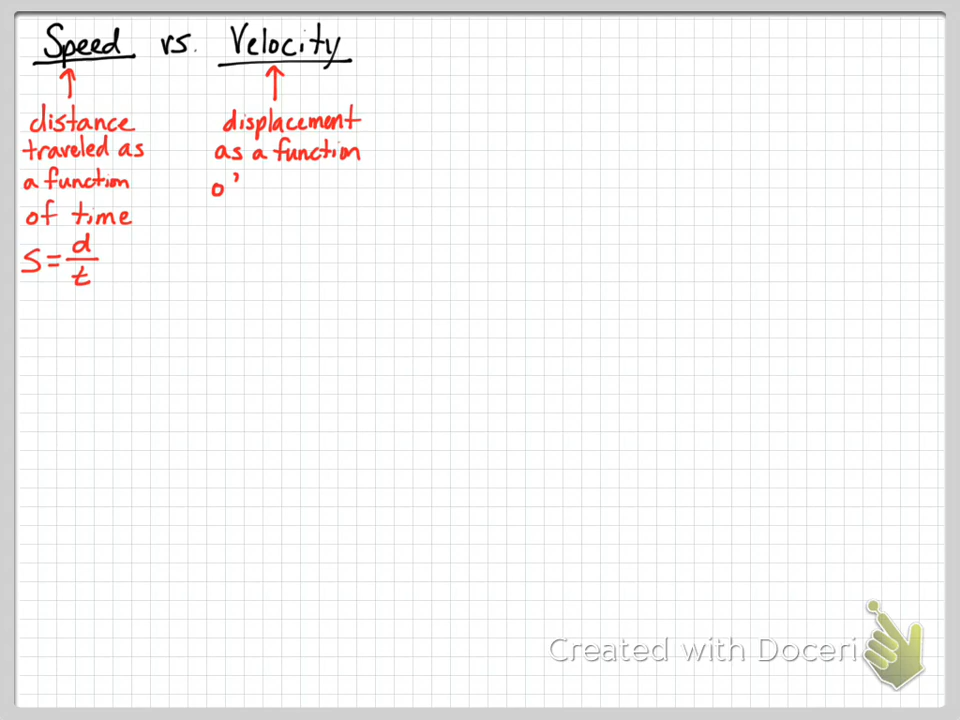 Speed vs. Velocity
distance
traveled as
a function
of time
S = d/t
displacement
as a function
o
Created with Doceri